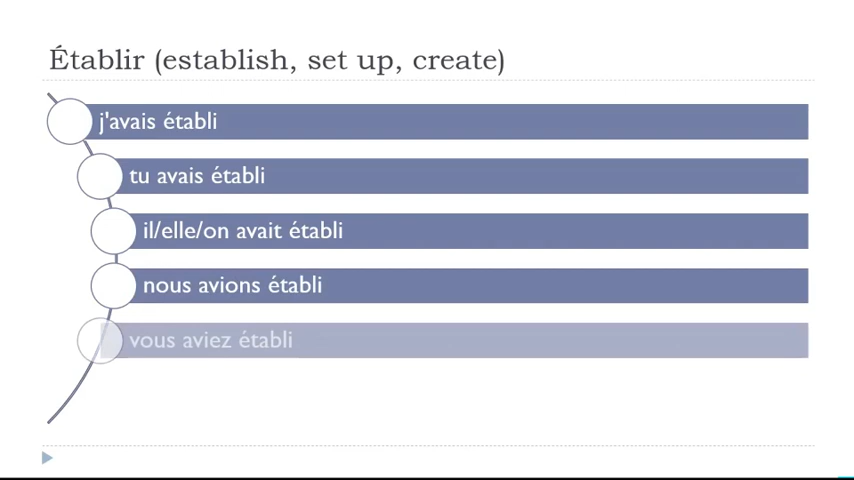 Établir (establish, set up, create)
j'avais établi
tu avais établi
il/elle/on avait établi
nous avions établi
vous aviez établi